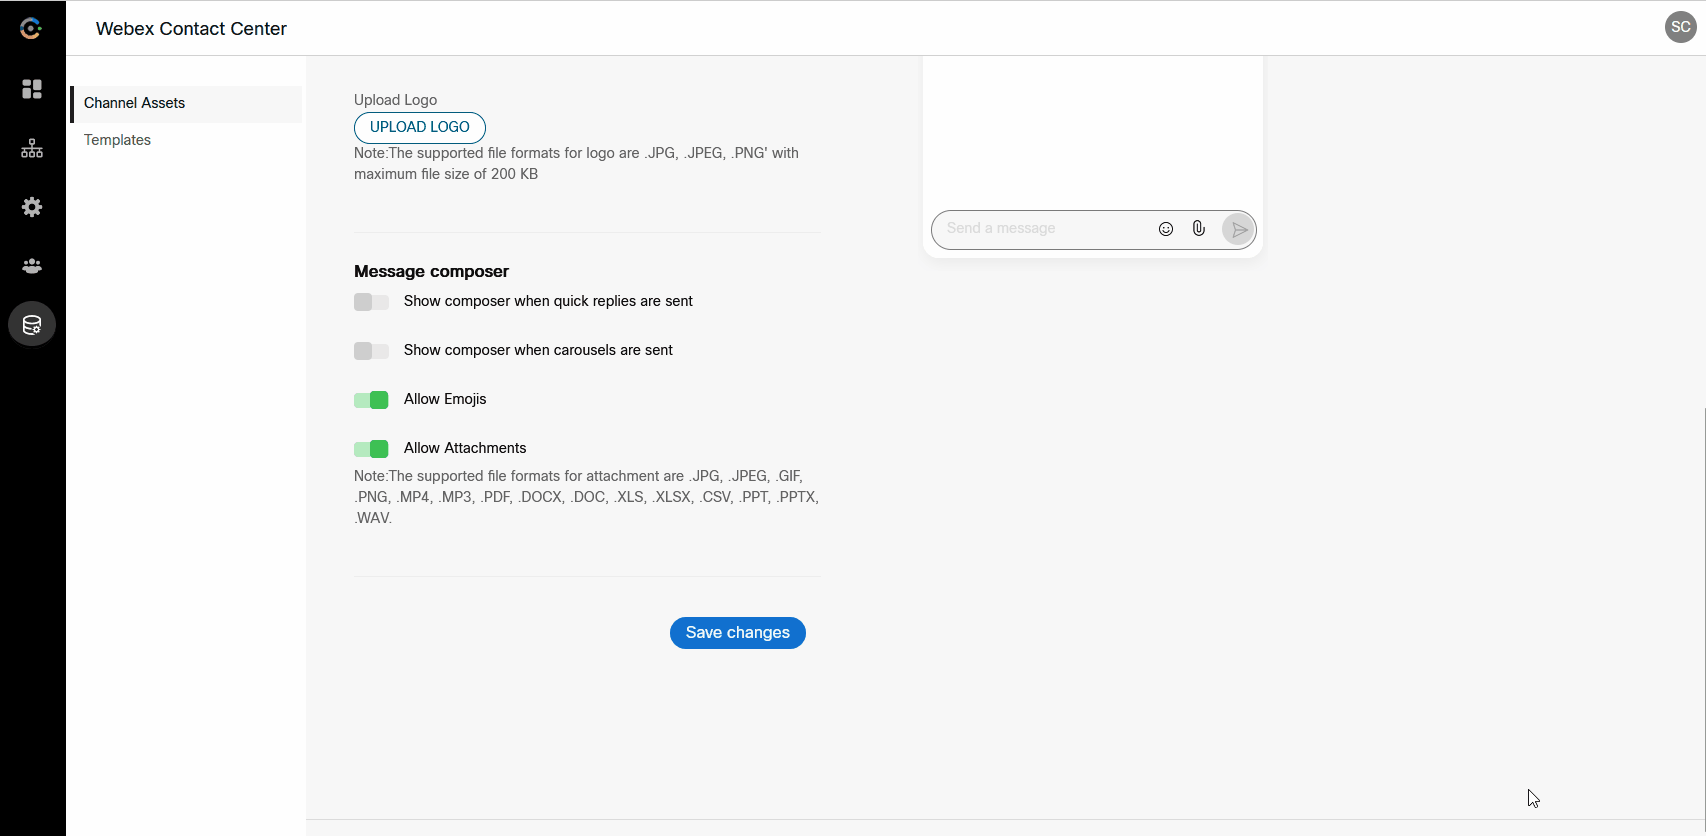 Webex Contact Center
SC
Channel Assets
Templates
Upload Logo
UPLOAD LOGO
Note:The supported file formats for logo are .JPG, .JPEG, .PNG' with
maximum file size of 200 KB
Send a message
Message composer
Show composer when quick replies are sent
Show composer when carousels are sent
Allow Emojis
Allow Attachments
Note:The supported file formats for attachment are .JPG, .JPEG, .GIF,
.PNG, .MP4, .MP3, .PDF, .DOCX, .DOC, .XLS, .XLSX, .CSV, .PPT, .PPTX,
.WAV.
Save changes